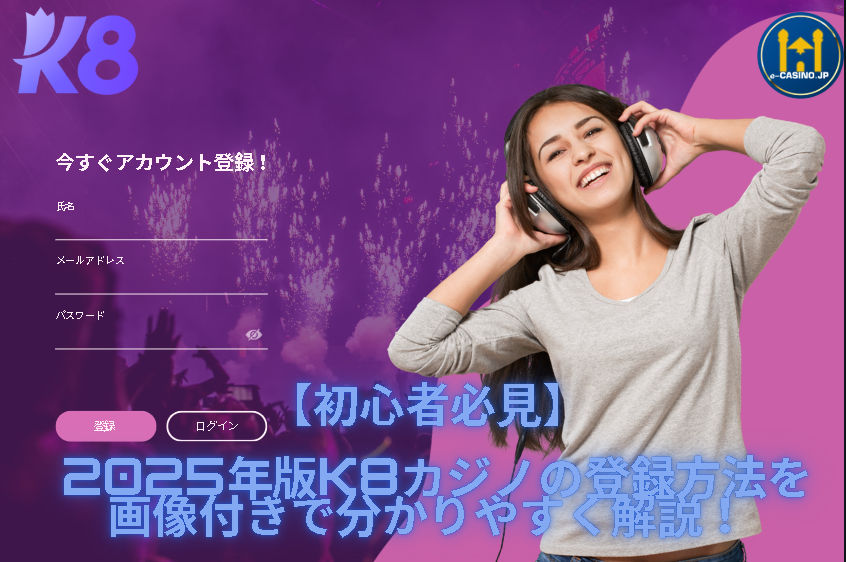 K8
e-CASINO.JP
今すぐアカウント登録！
氏名
メールアドレス
パスワード
登録
ログイン
【初心者必見】
2025年版K8カジノの登録方法を
画像付きで分かりやすく解説！